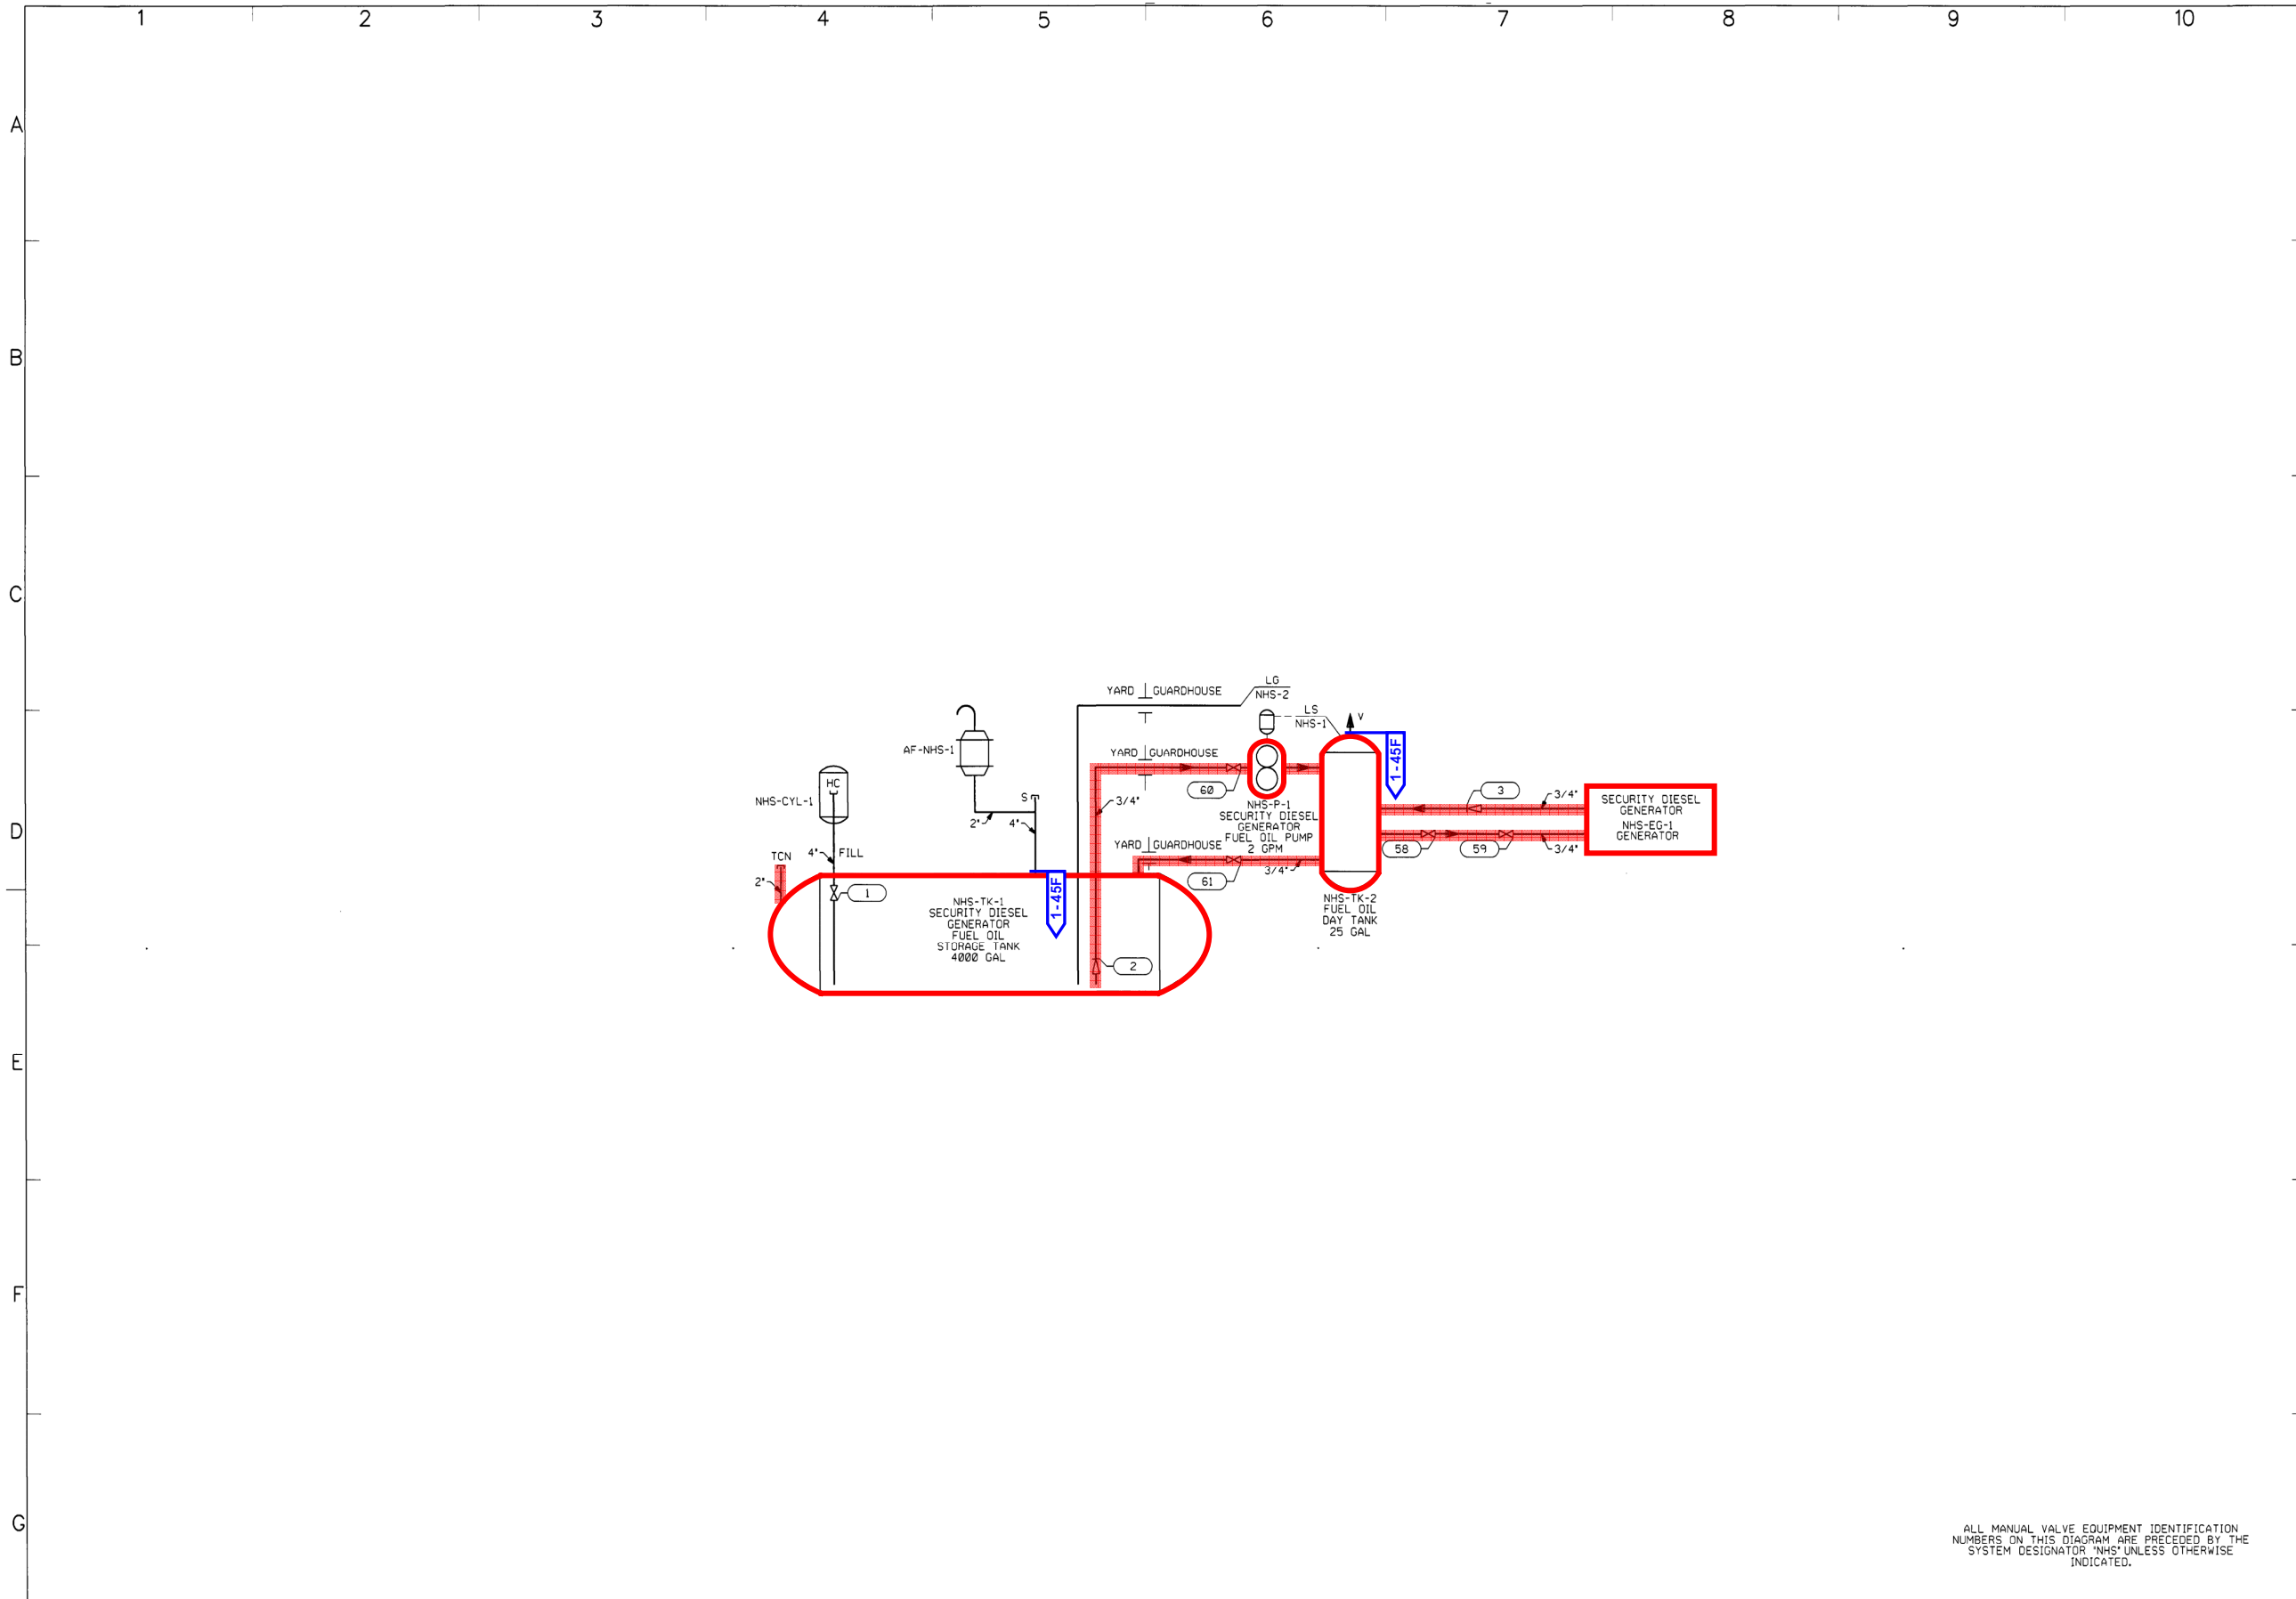 1 2 3 4 5 6 7 8 9 10
A
B
C
D
E
F
G
LG
NHS-2
YARD GUARDHOUSE
LS
NHS-1
V
AF-NHS-1
YARD GUARDHOUSE
1-45F
HC
NHS-CYL-1
60
3/4"
S
2"
4"
NHS-P-1
SECURITY DIESEL
GENERATOR
FUEL OIL PUMP
2 GPM
3
3/4"
SECURITY DIESEL
GENERATOR
NHS-EG-1
GENERATOR
58
59
3/4"
YARD GUARDHOUSE
TCN
4"
FILL
2"
1
61
3/4"
1-45F
NHS-TK-1
SECURITY DIESEL
GENERATOR
FUEL OIL
STORAGE TANK
4000 GAL
NHS-TK-2
FUEL OIL
DAY TANK
25 GAL
2
ALL MANUAL VALVE EQUIPMENT IDENTIFICATION
NUMBERS ON THIS DIAGRAM ARE PRECEDED BY THE
SYSTEM DESIGNATOR "NHS" UNLESS OTHERWISE
INDICATED.